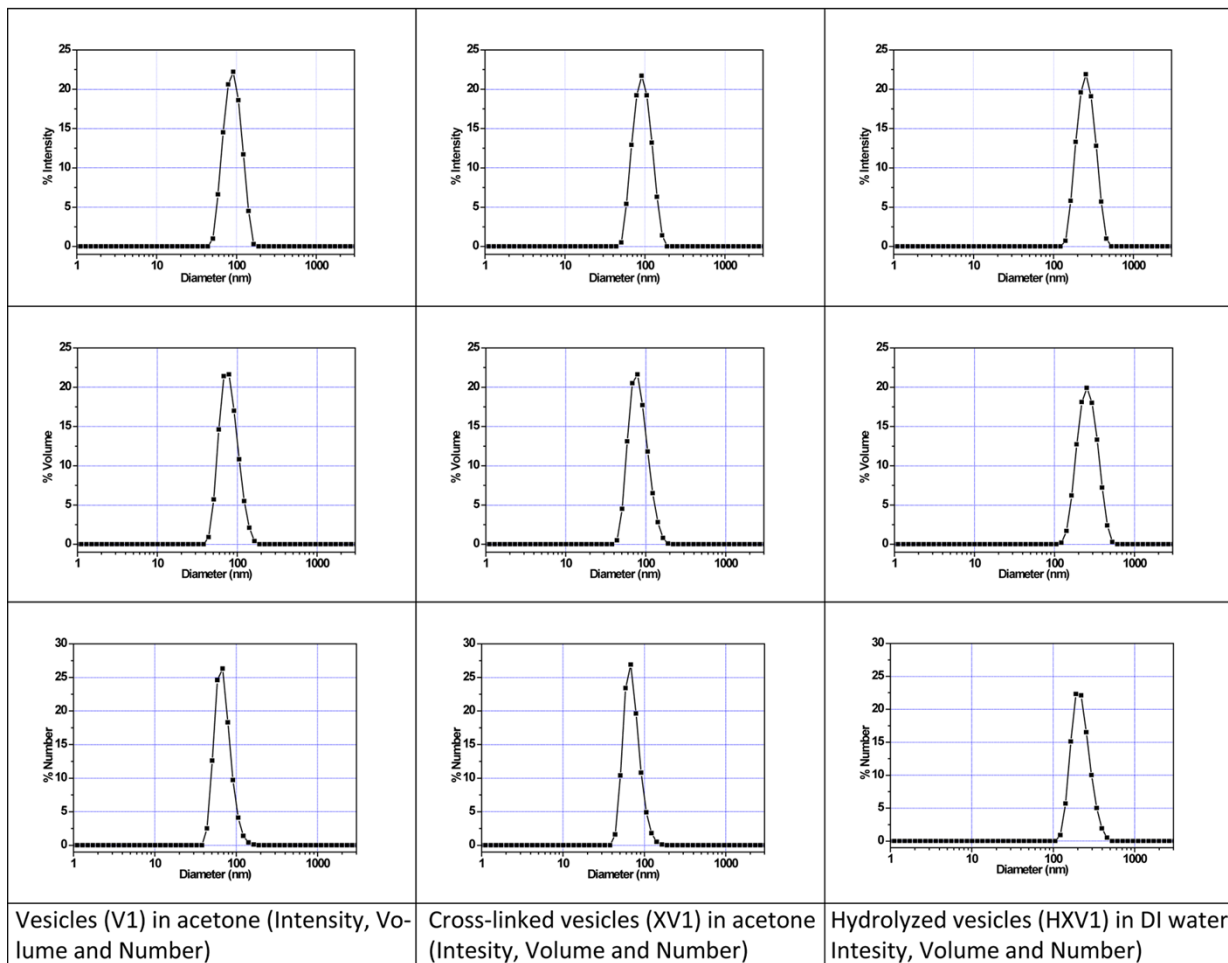 25
20
15
10
5
0
% Intensity
1 10 100 1000
Diameter (nm)
25
20
15
10
5
0
% Intensity
1 10 100 1000
Diameter (nm)
25
20
15
10
5
0
% Intensity
1 10 100 1000
Diameter (nm)
25
20
15
10
5
0
% Volume
1 10 100 1000
Diameter (nm)
25
20
15
10
5
0
% Volume
1 10 100 1000
Diameter (nm)
25
20
15
10
5
0
% Volume
1 10 100 1000
Diameter (nm)
30
25
20
15
10
5
0
% Number
1 10 100 1000
Diameter (nm)
30
25
20
15
10
5
0
% Number
1 10 100 1000
Diameter (nm)
30
25
20
15
10
5
0
% Number
1 10 100 1000
Diameter (nm)
Vesicles (V1) in acetone (Intensity, Vo-
lume and Number)
Cross-linked vesicles (XV1) in acetone
(Intesity, Volume and Number)
Hydrolyzed vesicles (HXV1) in DI water
Intesity, Volume and Number)